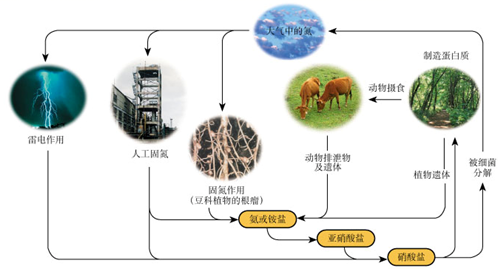 大气中的氮
制造蛋白质
动物摄食
雷电作用
人工固氮
固氮作用
(豆科植物的根瘤)
动物排泄物
及遗体
植物遗体
被细菌
分解
氨或铵盐
亚硝酸盐
硝酸盐